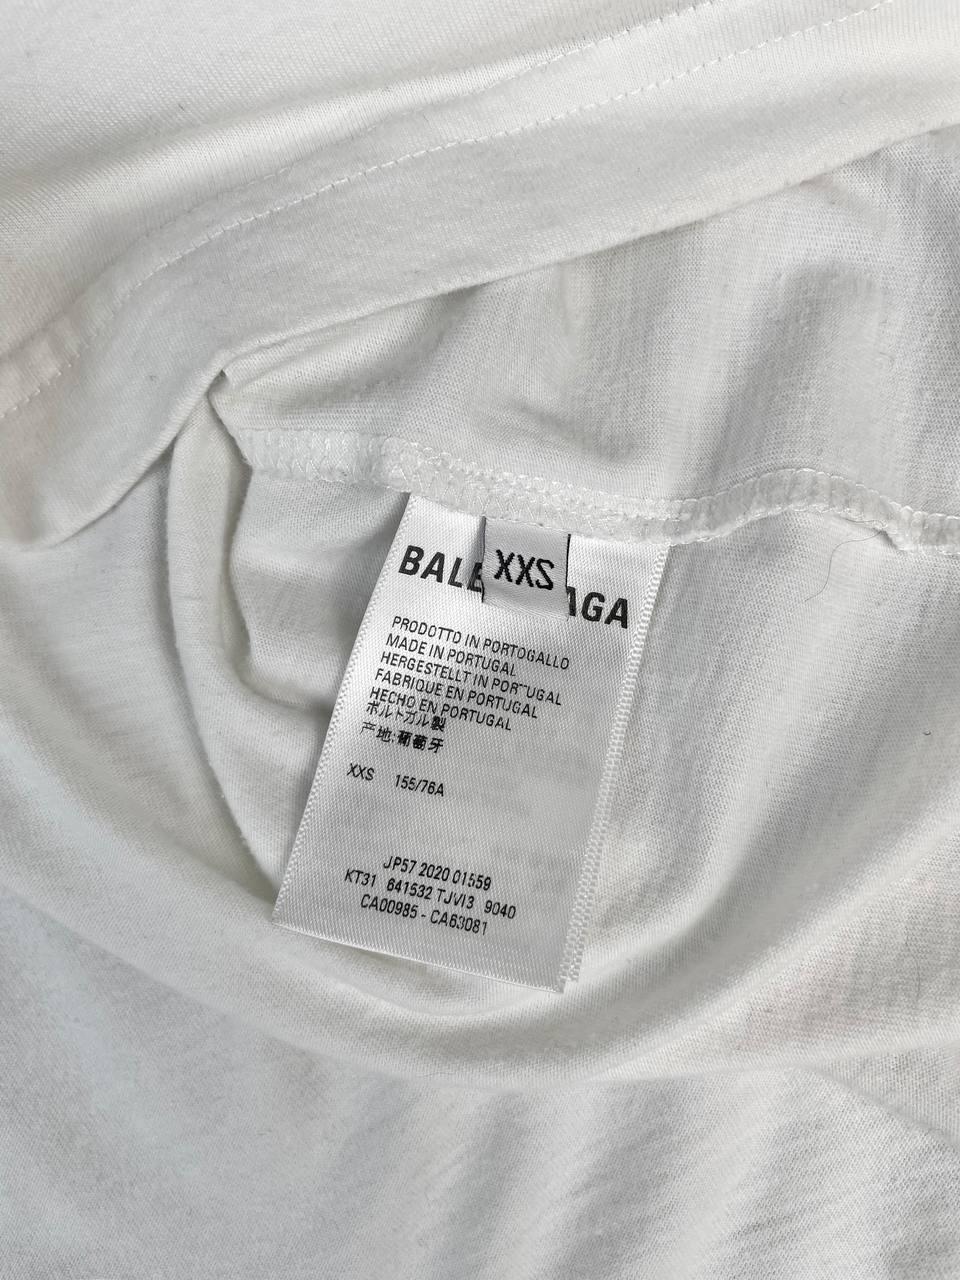 BALE AGA
XXS
PRODOTTO IN PORTOGALLO
MADE IN PORTUGAL
HERGESTELLT IN PORTUGAL
FABRIQUE EN PORTUGAL
HECHO EN PORTUGAL
ポルトガル製
产地:葡萄牙
XXS 155/76A
JP57 2020 01559
KT31 641532 TJVI3 9040
CA00985 - CA63081